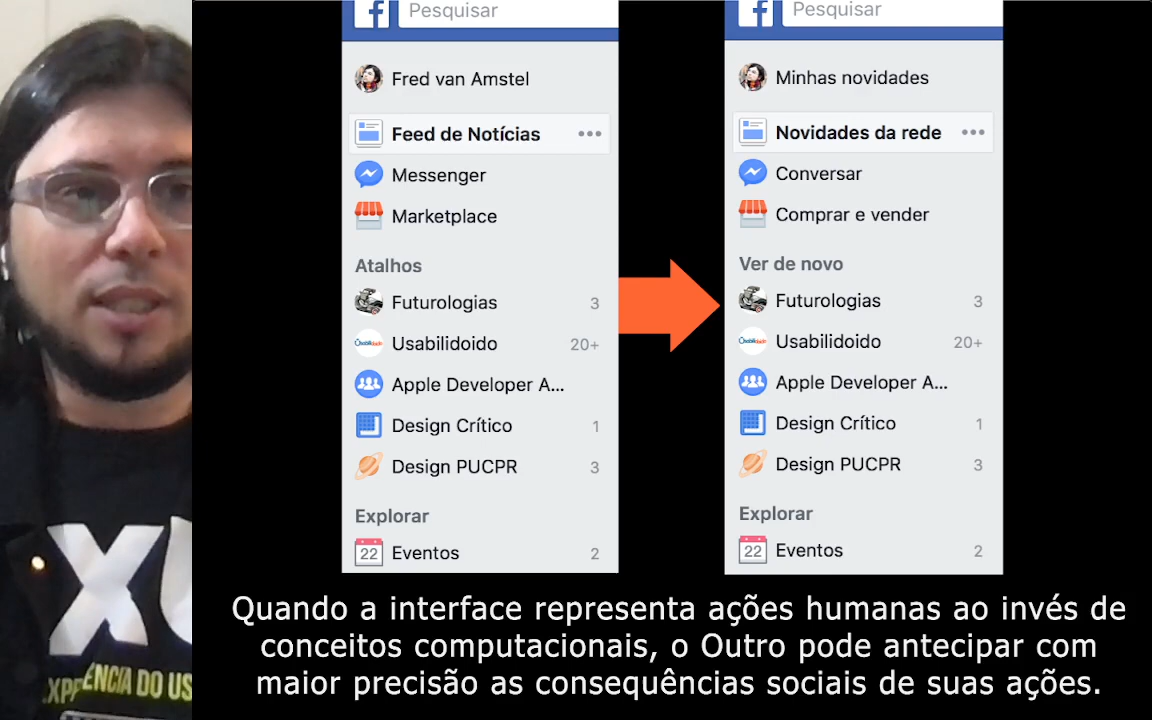 Pesquisar
Fred van Amstel
Feed de Notícias
Messenger
Marketplace
Atalhos
Futurologias 3
Usabilidoido 20+
Apple Developer A...
Design Crítico 1
Design PUCPR 3
Explorar
22 Eventos 2
Pesquisar
Minhas novidades
Novidades da rede
Conversar
Comprar e vender
Ver de novo
Futurologias 3
Usabilidoido 20+
Apple Developer A...
Design Crítico 1
Design PUCPR 3
Explorar
22 Eventos 2
XU
ÊNCIA DO US
Quando a interface representa ações humanas ao invés de
conceitos computacionais, o Outro pode antecipar com
maior precisão as consequências sociais de suas ações.